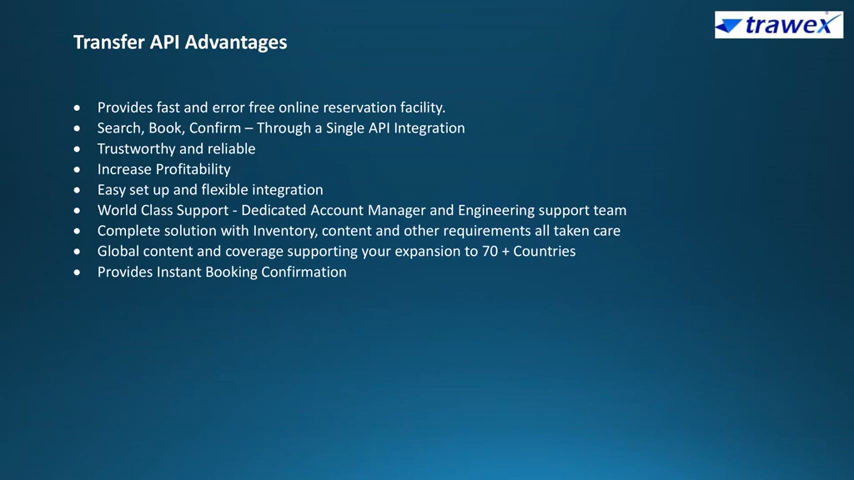 trawex
Transfer API Advantages
• Provides fast and error free online reservation facility.
• Search, Book, Confirm – Through a Single API Integration
• Trustworthy and reliable
• Increase Profitability
• Easy set up and flexible integration
• World Class Support - Dedicated Account Manager and Engineering support team
• Complete solution with Inventory, content and other requirements all taken care
• Global content and coverage supporting your expansion to 70 + Countries
• Provides Instant Booking Confirmation